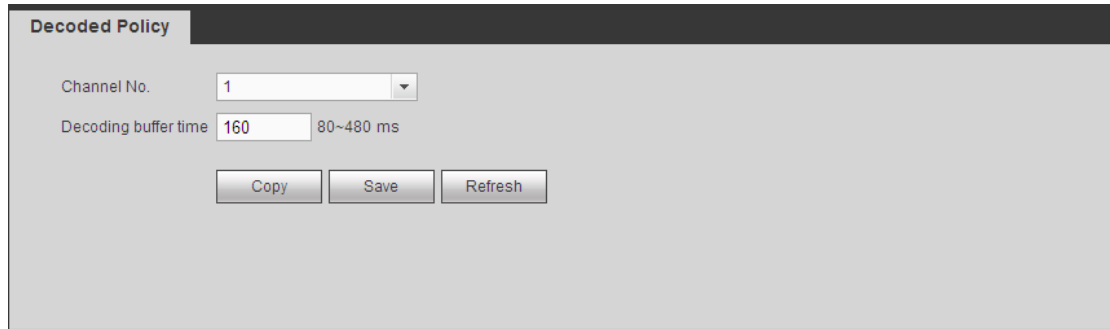 Decoded Policy
Channel No. 1
Decoding buffer time 160 80~480 ms
Copy Save Refresh